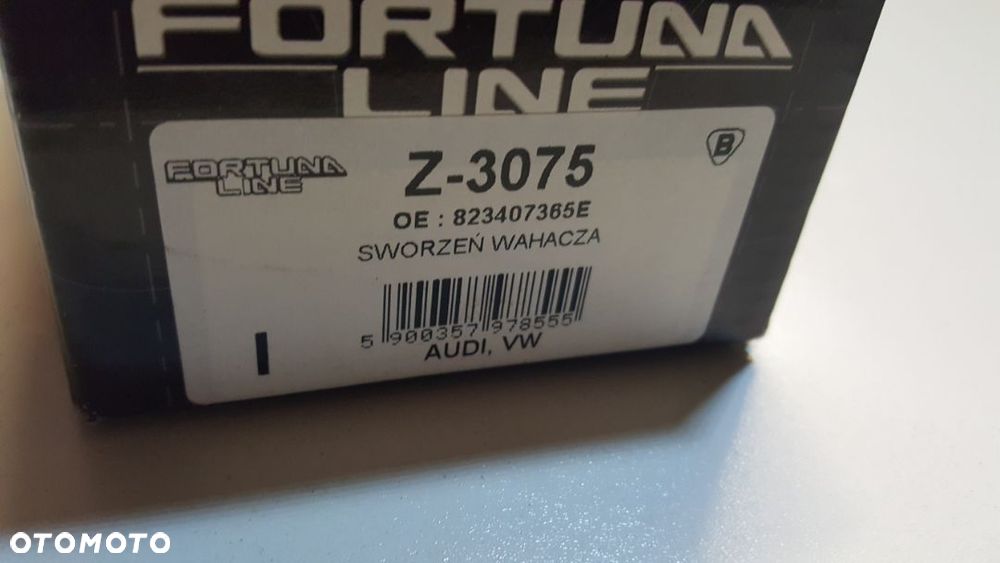 FORTUNA
LINE
FORTUNA
LINE
Z-3075
B
OE : 823407365E
SWORZEŃ WAHACZA
5 900357 978555
AUDI, VW
I
OTOMOTO